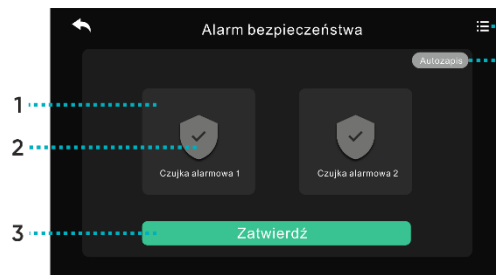 Alarm bezpieczeństwa
Autozapis
1
2
Czujka alarmowa 1
Czujka alarmowa 2
3
Zatwierdź